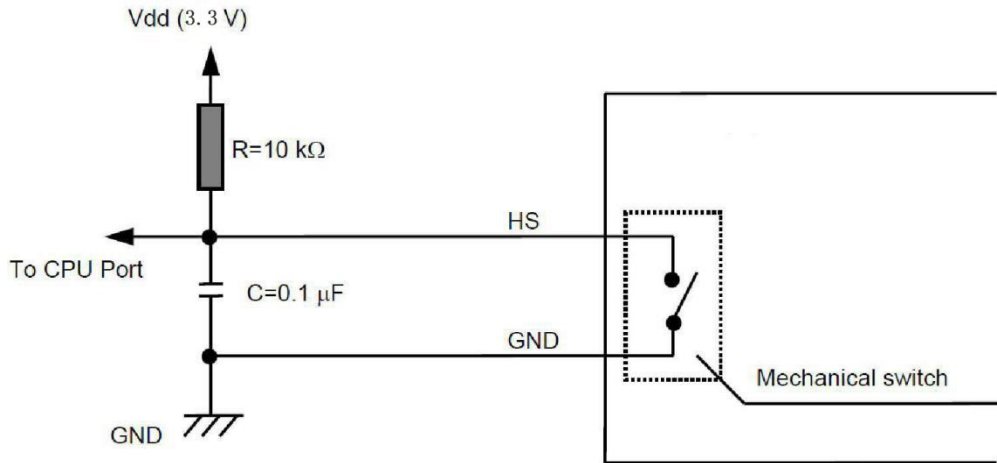 Vdd (3.3 V)
R=10 kΩ
HS
To CPU Port
C=0.1 μF
GND
Mechanical switch
GND